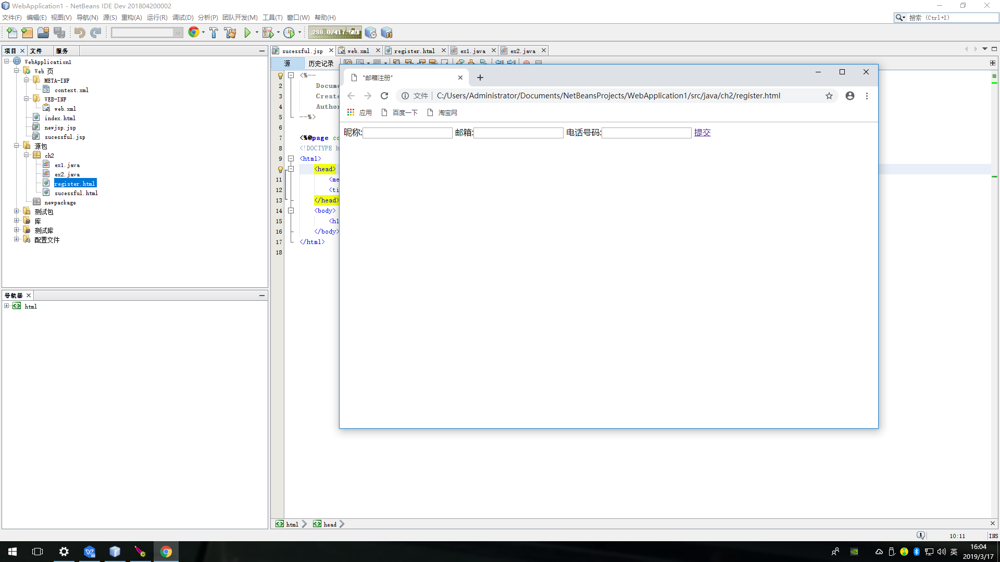 WebApplication1 - NetBeans IDE Dev 201804200002
文件(F) 编辑(E) 视图(V) 导航(N) 源(S) 重构(A) 运行(R) 调试(D) 分析(P) 团队开发(M) 工具(T) 窗口(W) 帮助(H)
搜索 (Ctrl+I)
288.0/417.5MB
项目 文件 服务
WebApplication1
Web 页
META-INF
context.xml
WEB-INF
web.xml
index.html
newjsp.jsp
sucessful.jsp
源包
ch2
ex1.java
ex2.java
register.html
sucessful.html
newpackage
测试包
库
测试库
配置文件
导航器
html
sucessful.jsp web.xml register.html ex1.java ex2.java
源 历史记录
<%--
2 Docume
3 Create
4 Author
5 --%>
6
7 <%@page co
8 <!DOCTYPE h
9 <html>
<head>
11 <me
12 <ti
13 </head>
14 <body>
15 <h1
16 </body>
17 </html>
18
"邮箱注册"
文件 C:/Users/Administrator/Documents/NetBeansProjects/WebApplication1/src/java/ch2/register.html
应用 百度一下 淘宝网
昵称: 邮箱: 电话号码: 提交
html head
1 10:11 INS
英 16:04
2019/3/17